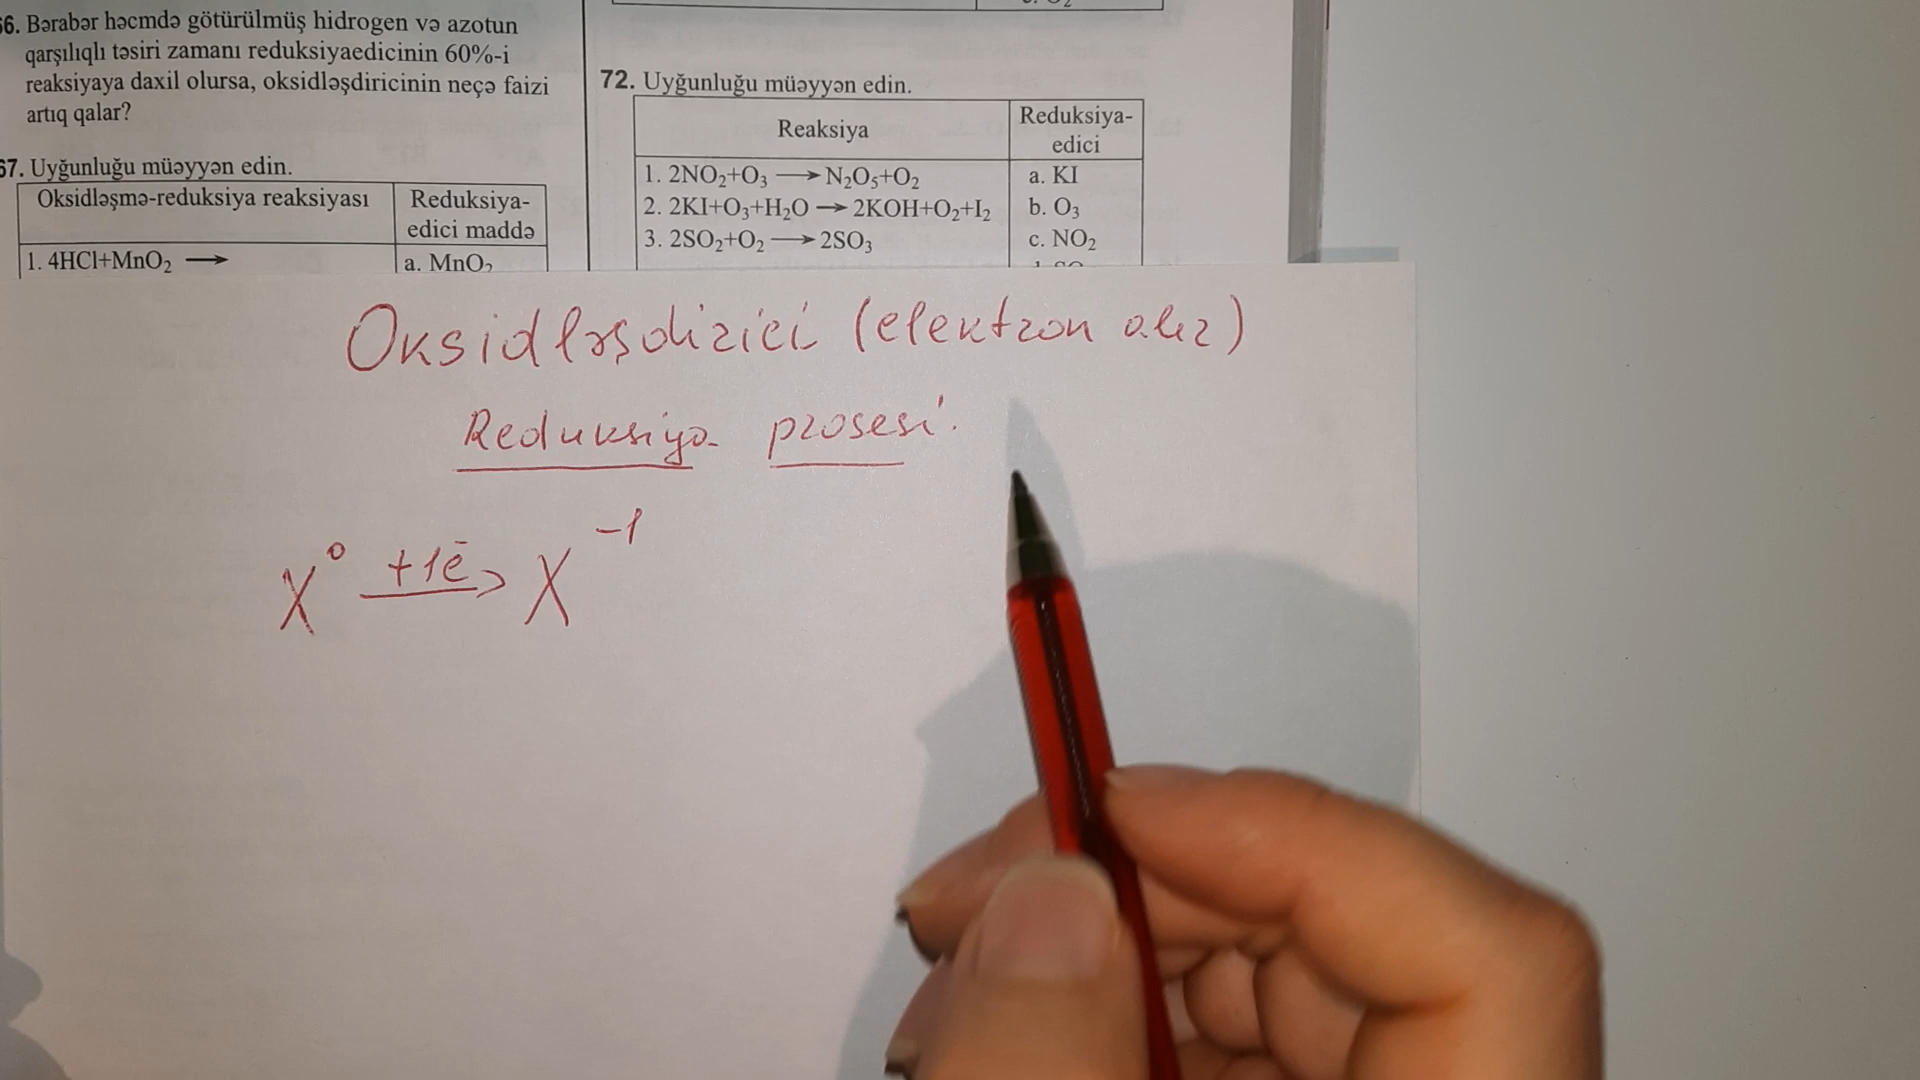 66. Bərabər həcmdə götürülmüş hidrogen və azotun
qarşılıqlı təsiri zamanı reduksiyaedicinin 60%-i
reaksiyaya daxil olursa, oksidləşdiricinin neçə faizi
artıq qalar?
67. Uyğunluğu müəyyən edin.
Oksidləşmə-reduksiya reaksiyası
Reduksiya-
edici maddə
1. 4HCl+MnO₂ ⟶
a. MnO₂
72. Uyğunluğu müəyyən edin.
Reaksiya
Reduksiya-
edici
1. 2NO₂+O₃ ⟶ N₂O₅+O₂
a. KI
2. 2KI+O₃+H₂O ⟶ 2KOH+O₂+I₂
b. O₃
3. 2SO₂+O₂ ⟶ 2SO₃
c. NO₂
Oksidləşdirici (elektron alır)
Reduksiya prosesi.
X⁰ +1ē → X⁻¹